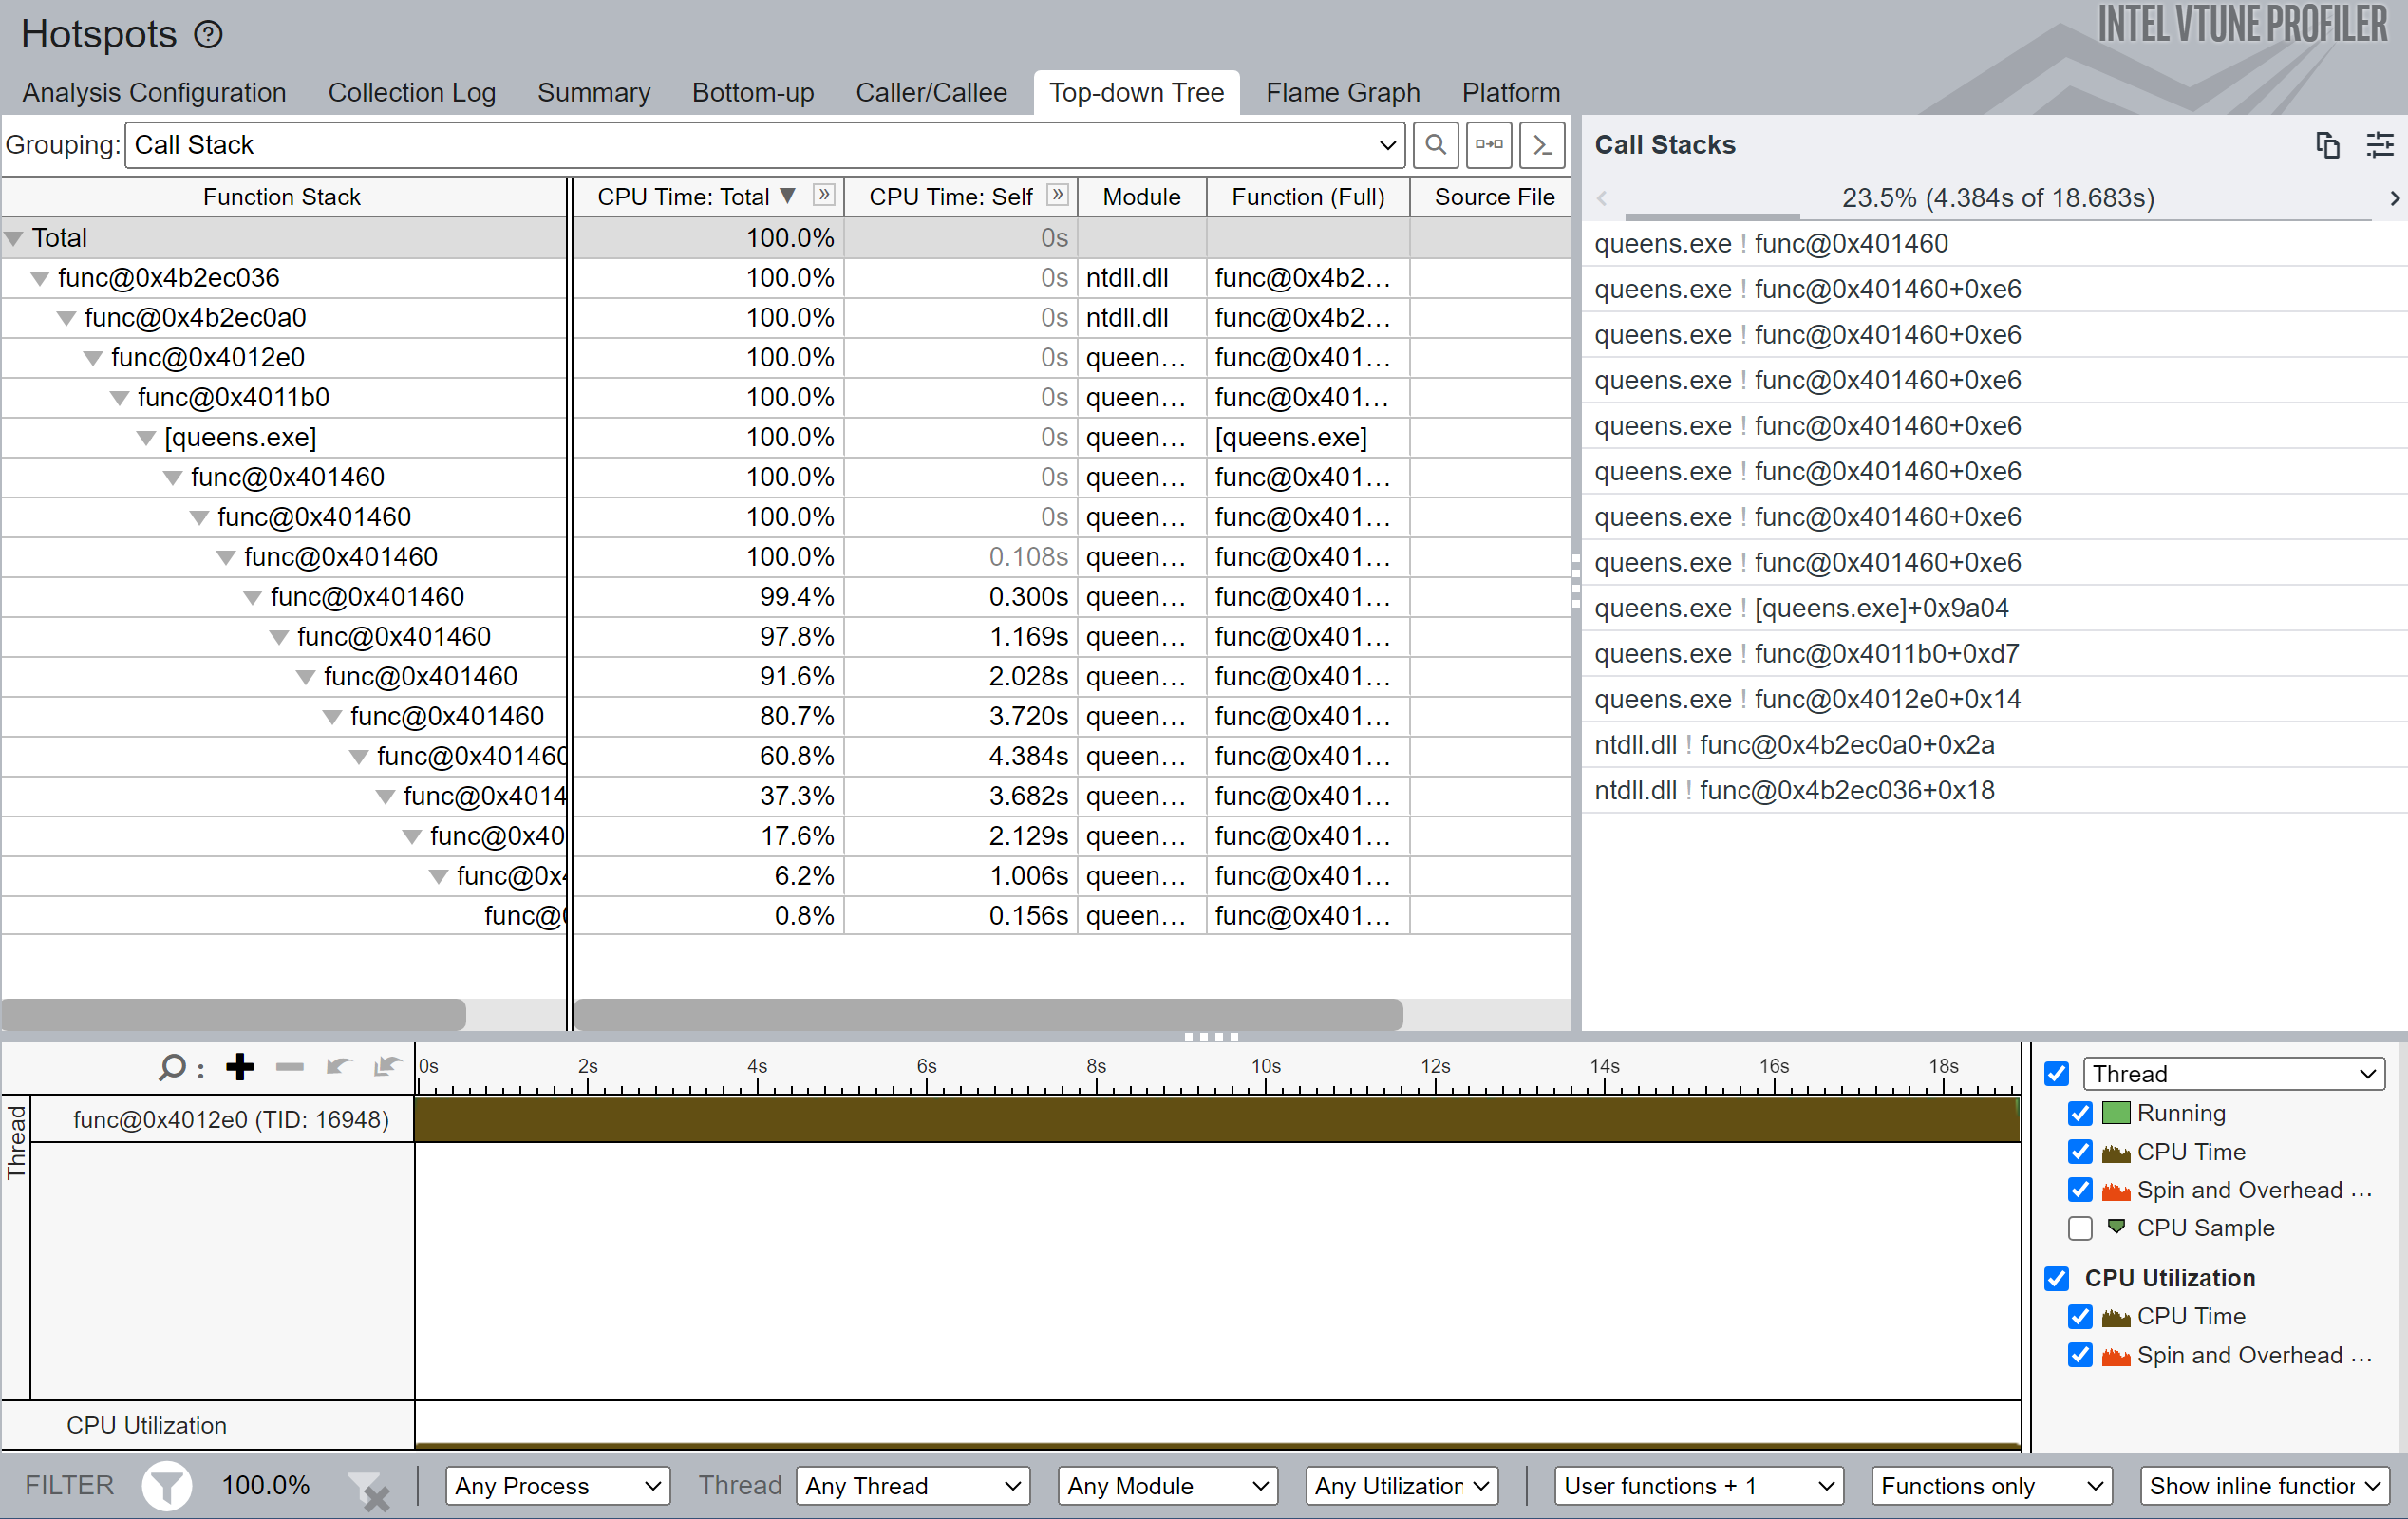 Hotspots ?
INTEL VTUNE PROFILER
Analysis Configuration Collection Log Summary Bottom-up Caller/Callee Top-down Tree Flame Graph Platform
Grouping: Call Stack
Function Stack CPU Time: Total CPU Time: Self Module Function (Full) Source File
Total 100.0% 0s
func@0x4b2ec036 100.0% 0s ntdll.dll func@0x4b2…
func@0x4b2ec0a0 100.0% 0s ntdll.dll func@0x4b2…
func@0x4012e0 100.0% 0s queen… func@0x401…
func@0x4011b0 100.0% 0s queen… func@0x401…
[queens.exe] 100.0% 0s queen… [queens.exe]
func@0x401460 100.0% 0s queen… func@0x401…
func@0x401460 100.0% 0s queen… func@0x401…
func@0x401460 100.0% 0.108s queen… func@0x401…
func@0x401460 99.4% 0.300s queen… func@0x401…
func@0x401460 97.8% 1.169s queen… func@0x401…
func@0x401460 91.6% 2.028s queen… func@0x401…
func@0x401460 80.7% 3.720s queen… func@0x401…
func@0x401460 60.8% 4.384s queen… func@0x401…
func@0x4014 37.3% 3.682s queen… func@0x401…
func@0x40 17.6% 2.129s queen… func@0x401…
func@0x4 6.2% 1.006s queen… func@0x401…
func@0 0.8% 0.156s queen… func@0x401…
Call Stacks
23.5% (4.384s of 18.683s)
queens.exe ! func@0x401460
queens.exe ! func@0x401460+0xe6
queens.exe ! func@0x401460+0xe6
queens.exe ! func@0x401460+0xe6
queens.exe ! func@0x401460+0xe6
queens.exe ! func@0x401460+0xe6
queens.exe ! func@0x401460+0xe6
queens.exe ! func@0x401460+0xe6
queens.exe ! [queens.exe]+0x9a04
queens.exe ! func@0x4011b0+0xd7
queens.exe ! func@0x4012e0+0x14
ntdll.dll ! func@0x4b2ec0a0+0x2a
ntdll.dll ! func@0x4b2ec036+0x18
0s 2s 4s 6s 8s 10s 12s 14s 16s 18s
Thread
func@0x4012e0 (TID: 16948)
CPU Utilization
Thread
Running
CPU Time
Spin and Overhead …
CPU Sample
CPU Utilization
CPU Time
Spin and Overhead …
FILTER 100.0% Any Process Thread Any Thread Any Module Any Utilization User functions + 1 Functions only Show inline function